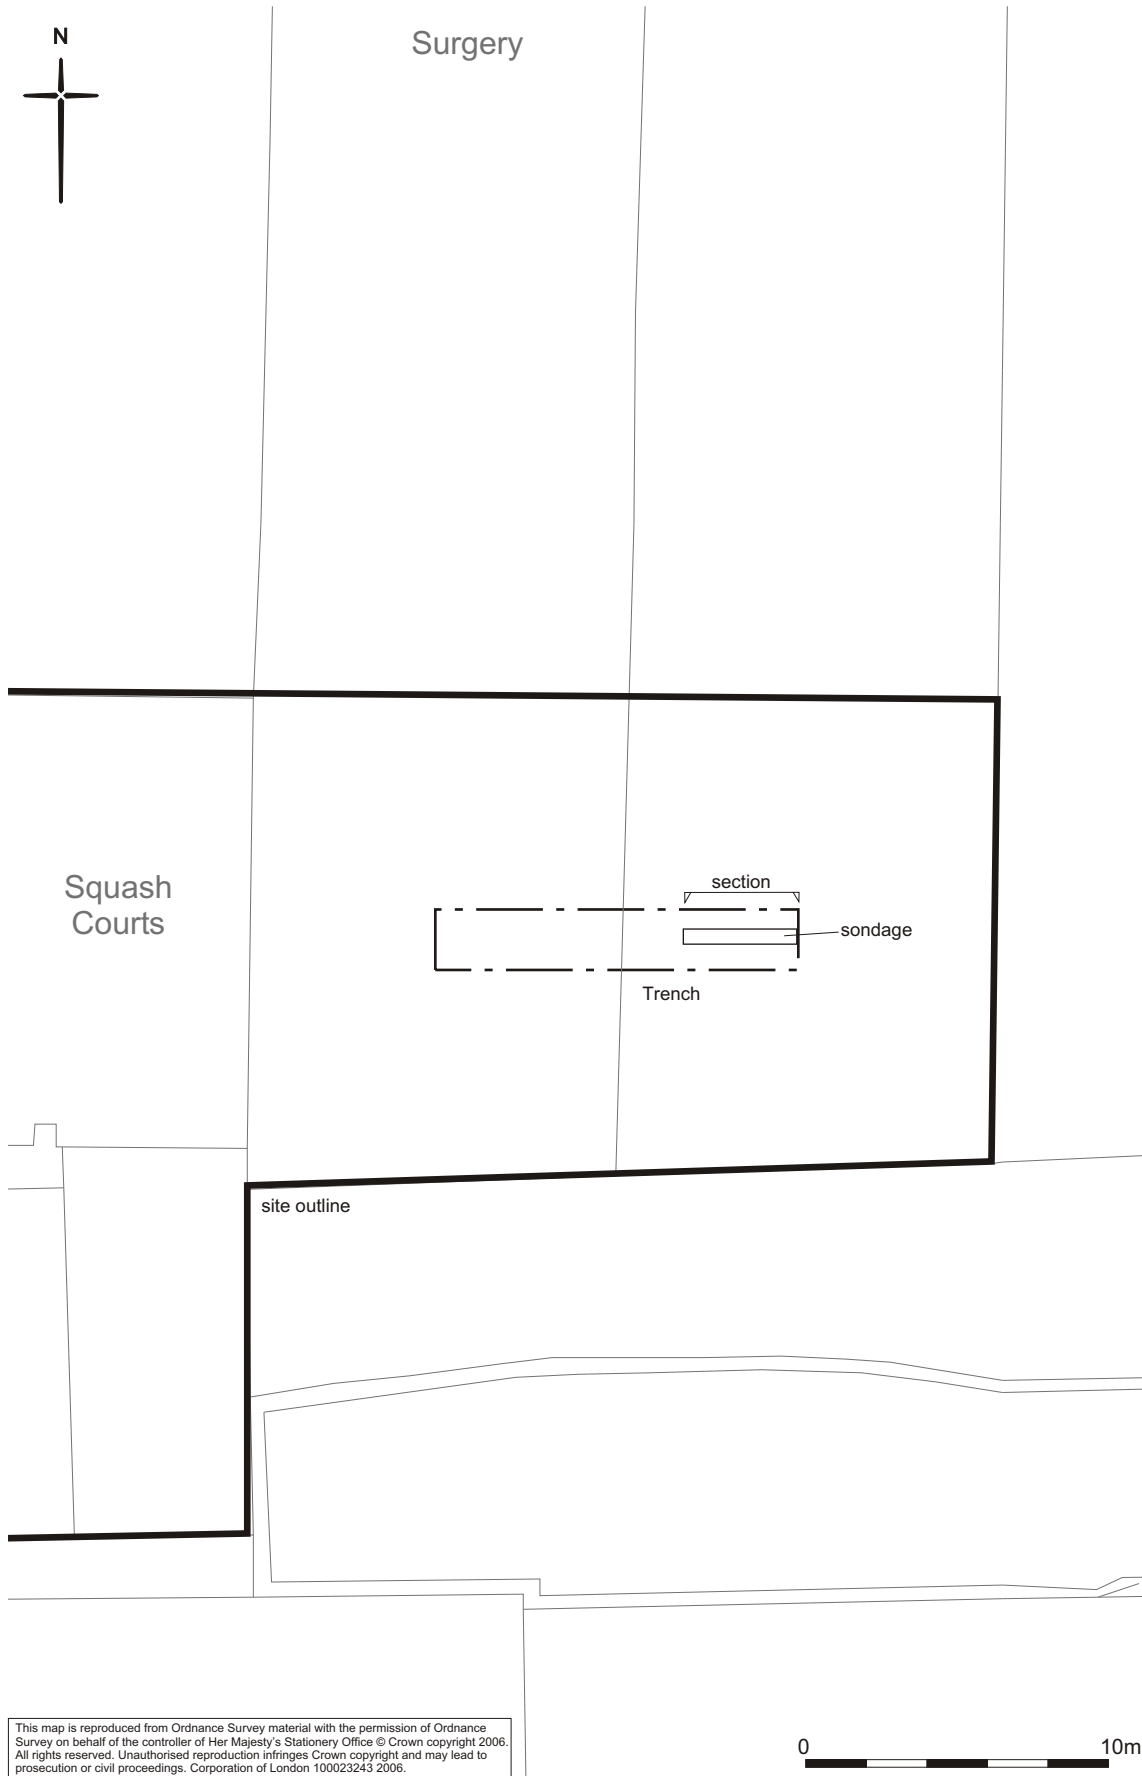 N
Surgery
Squash
Courts
section
sondage
Trench
site outline
This map is reproduced from Ordnance Survey material with the permission of Ordnance
Survey on behalf of the controller of Her Majesty's Stationery Office © Crown copyright 2006.
All rights reserved. Unauthorised reproduction infringes Crown copyright and may lead to
prosecution or civil proceedings. Corporation of London 100023243 2006.
0 10m